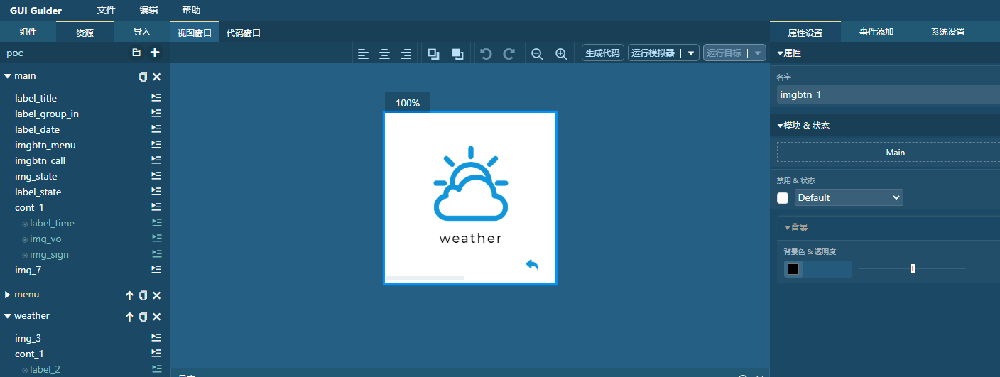 GUI Guider 文件 编辑 帮助
组件 资源 导入 视图窗口 代码窗口 属性设置 事件添加 系统设置
poc 生成代码 运行模拟器 运行目标 属性
main
label_title
label_group_in
label_date
imgbtn_menu
imgbtn_call
img_state
label_state
cont_1
label_time
img_vo
img_sign
img_7
menu
weather
img_3
cont_1
label_2
100%
weather
名字
imgbtn_1
模块 & 状态
Main
禁用 & 状态
Default
背景
背景色 & 透明度